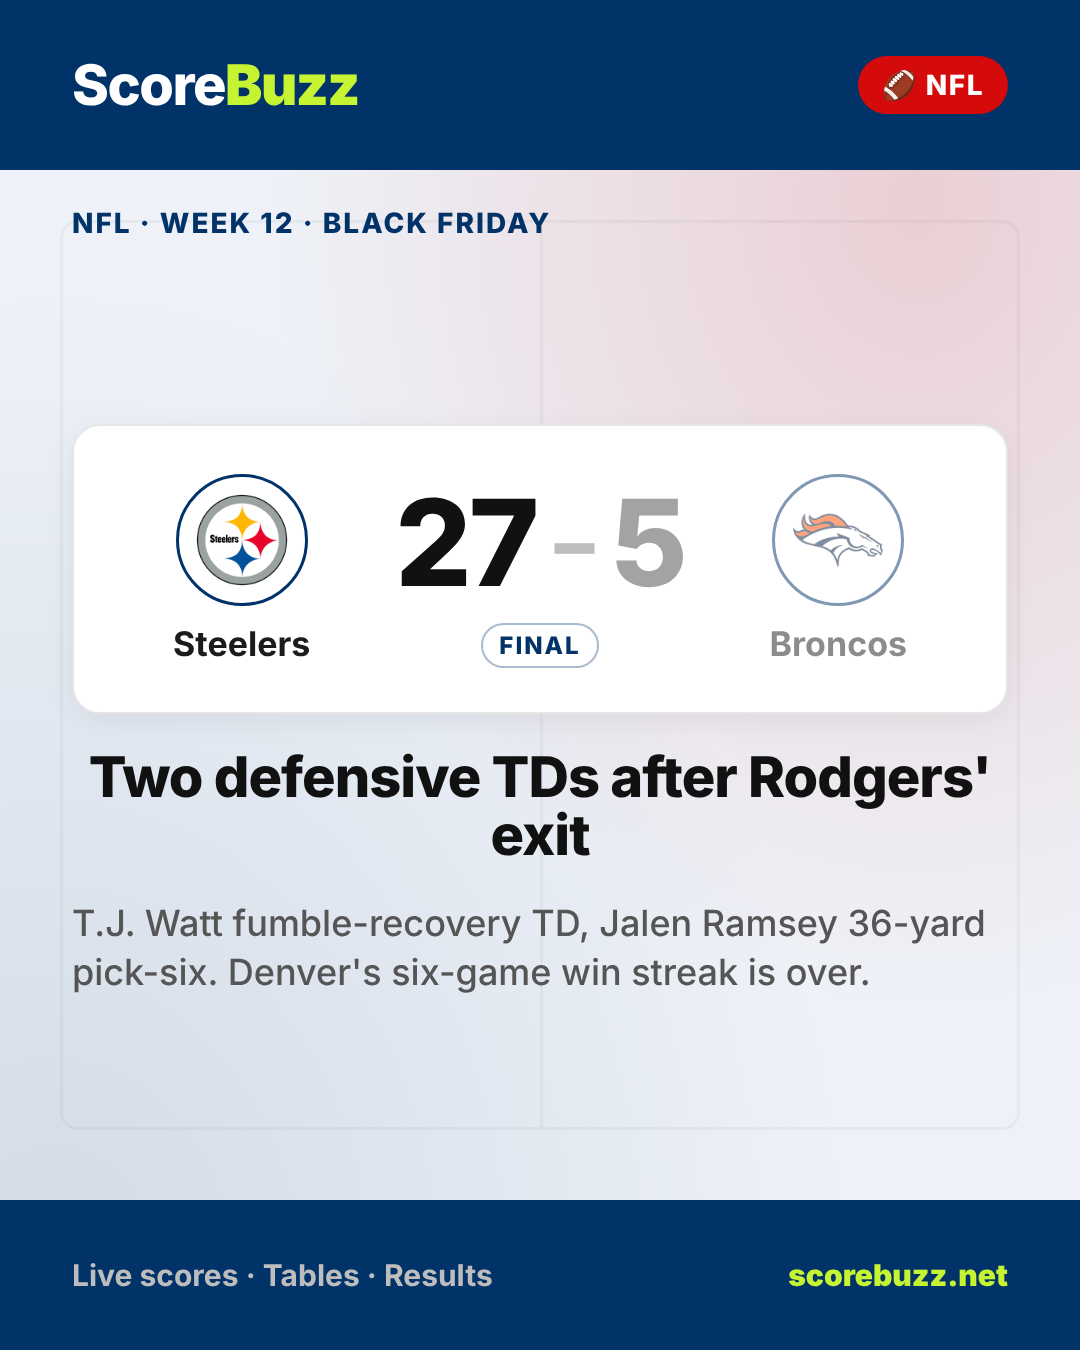 ScoreBuzz
🏈 NFL
NFL · WEEK 12 · BLACK FRIDAY
Steelers
27 - 5
Steelers
FINAL
Broncos
Two defensive TDs after Rodgers'
exit
T.J. Watt fumble-recovery TD, Jalen Ramsey 36-yard
pick-six. Denver's six-game win streak is over.
Live scores · Tables · Results
scorebuzz.net